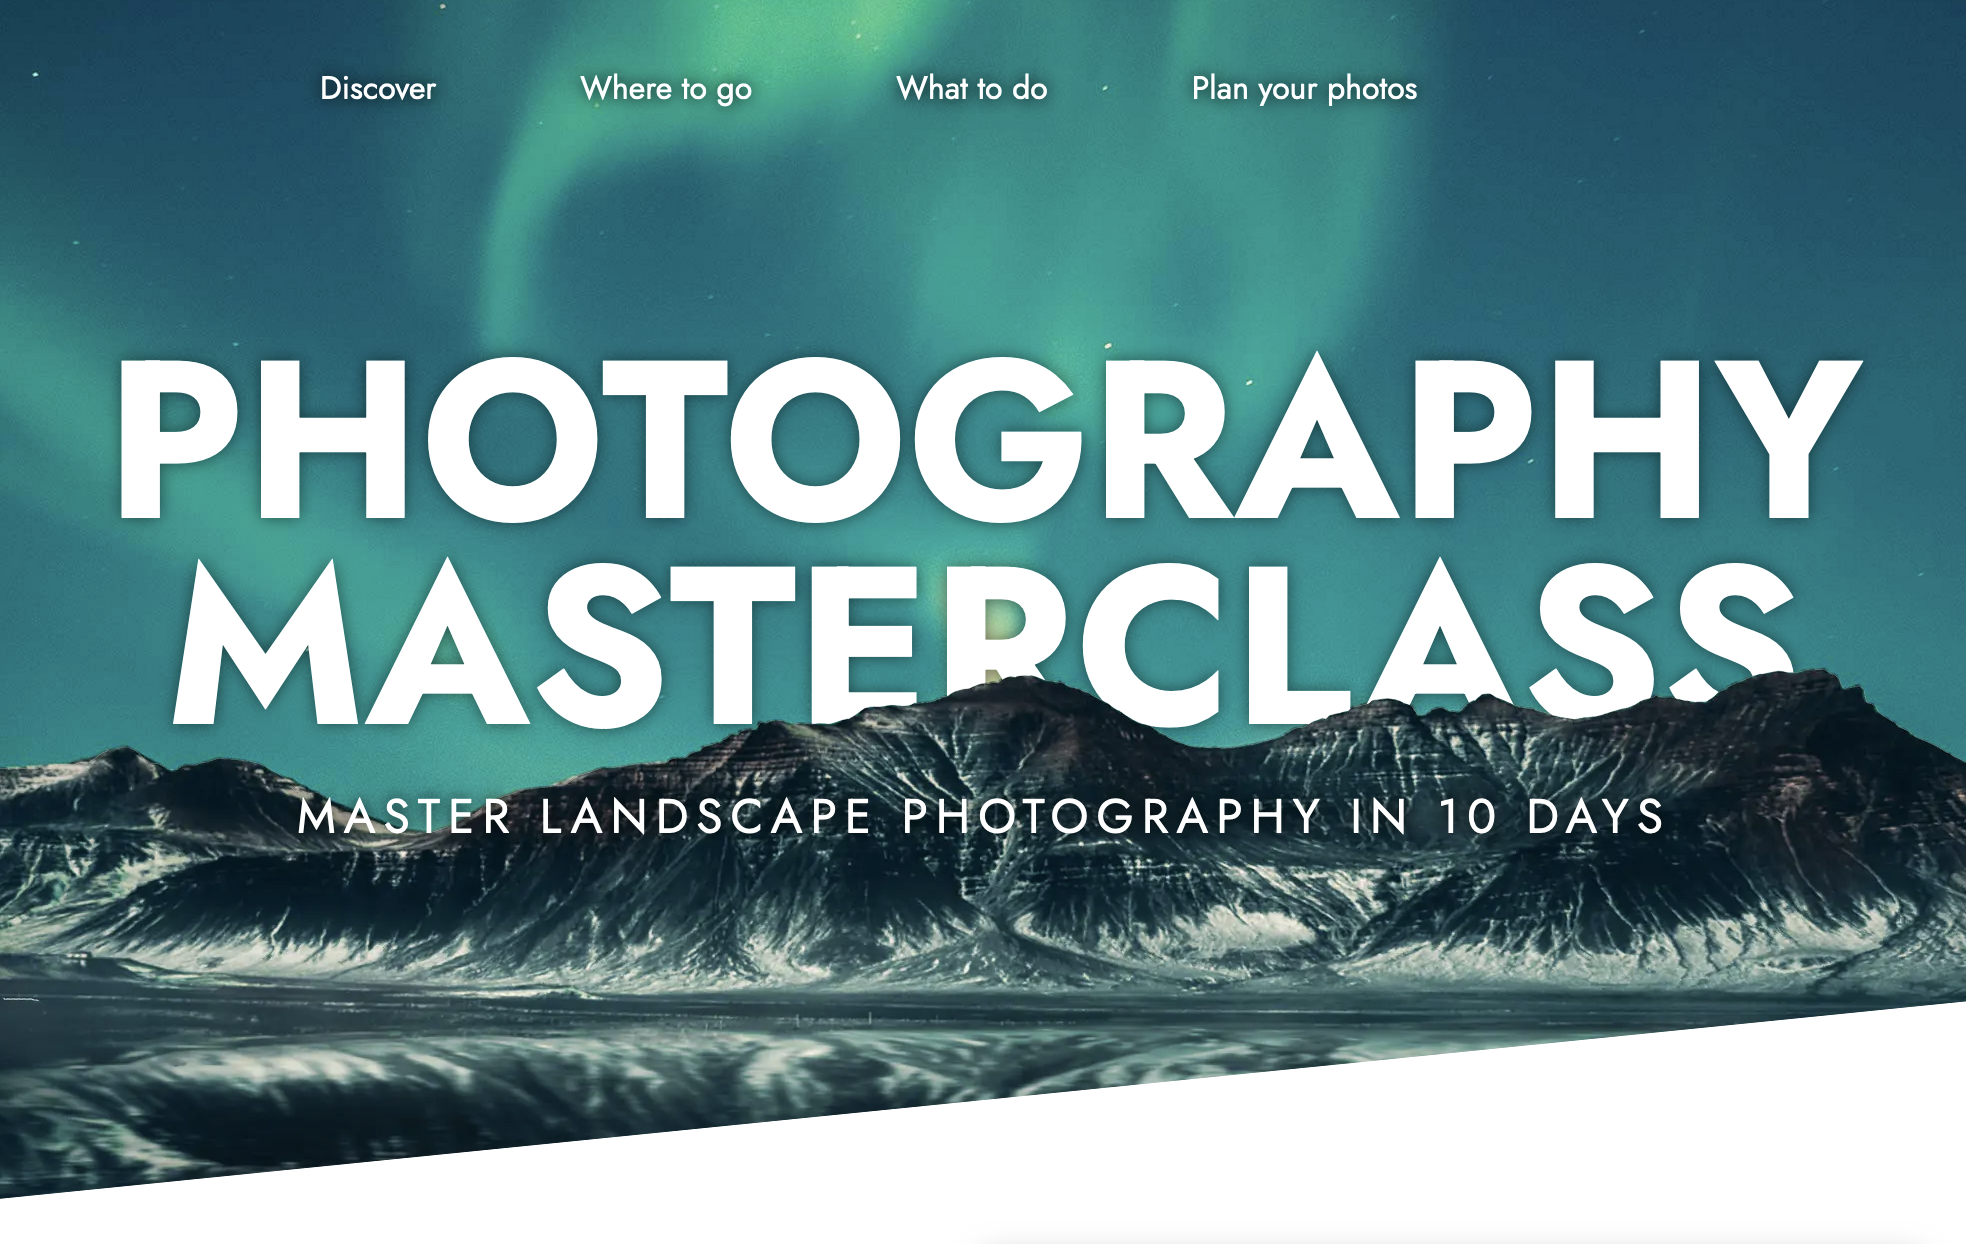 Discover Where to go What to do Plan your photos
PHOTOGRAPHY
MASTERCLASS
MASTER LANDSCAPE PHOTOGRAPHY IN 10 DAYS